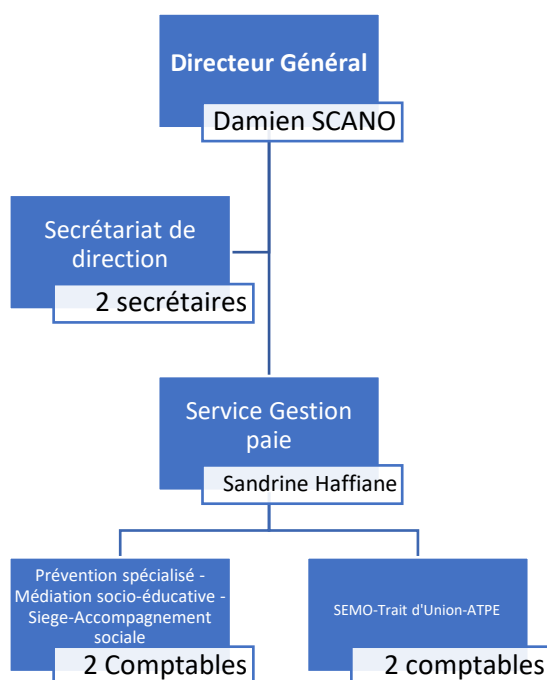 Directeur Général
Damien SCANO
Secrétariat de
direction
2 secrétaires
Service Gestion
paie
Sandrine Haffiane
Prévention spécialisé -
Médiation socio-éducative -
Siege-Accompagnement
sociale
2 Comptables
SEMO-Trait d'Union-ATPE
2 comptables